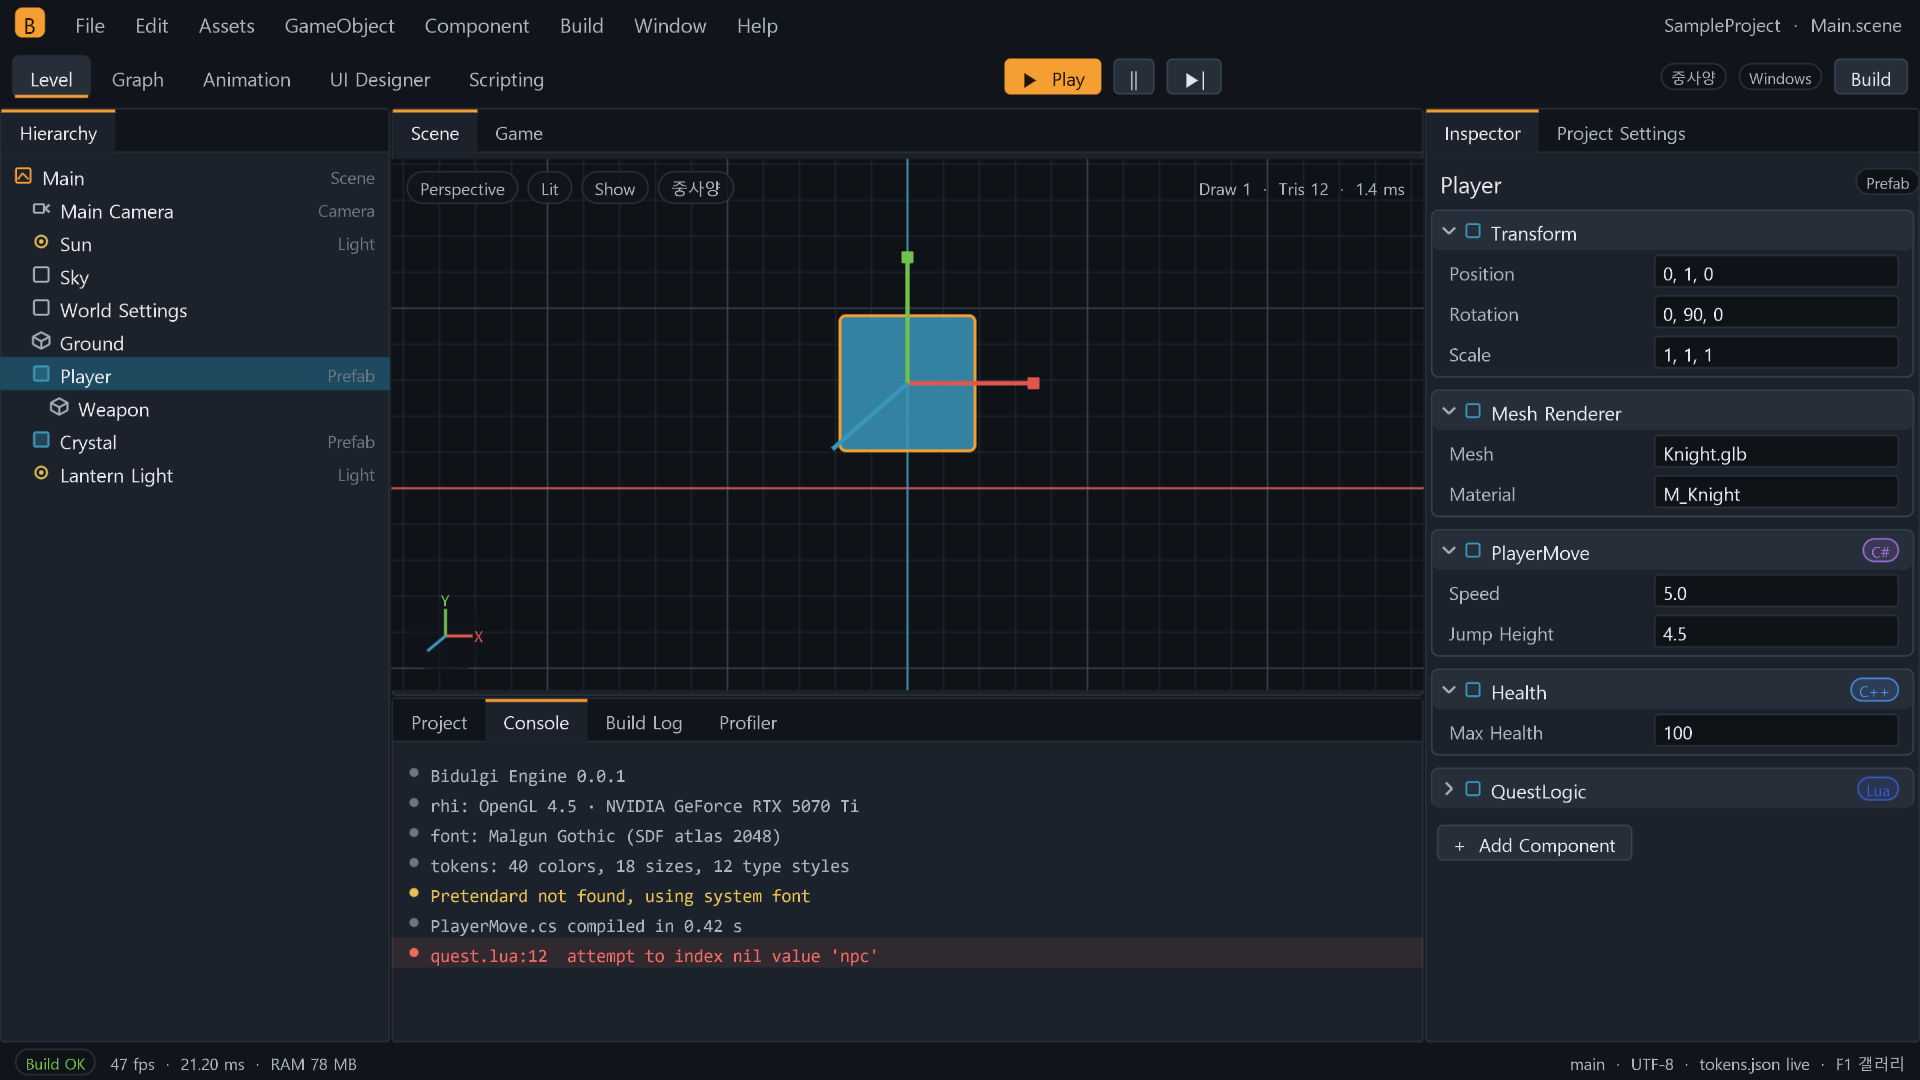 B File Edit Assets GameObject Component Build Window Help SampleProject · Main.scene
Level Graph Animation UI Designer Scripting Play 중사양 Windows Build
Hierarchy
Main Scene
Main Camera Camera
Sun Light
Sky
World Settings
Ground
Player Prefab
Weapon
Crystal Prefab
Lantern Light Light
Scene Game
Perspective Lit Show 중사양 Draw 1 · Tris 12 · 1.4 ms
Y
X
Project Console Build Log Profiler
Bidulgi Engine 0.0.1
rhi: OpenGL 4.5 · NVIDIA GeForce RTX 5070 Ti
font: Malgun Gothic (SDF atlas 2048)
tokens: 40 colors, 18 sizes, 12 type styles
Pretendard not found, using system font
PlayerMove.cs compiled in 0.42 s
quest.lua:12 attempt to index nil value 'npc'
Inspector Project Settings
Player Prefab
Transform
Position 0, 1, 0
Rotation 0, 90, 0
Scale 1, 1, 1
Mesh Renderer
Mesh Knight.glb
Material M_Knight
PlayerMove C#
Speed 5.0
Jump Height 4.5
Health C++
Max Health 100
QuestLogic Lua
+ Add Component
Build OK 47 fps · 21.20 ms · RAM 78 MB main · UTF-8 · tokens.json live · F1 갤러리